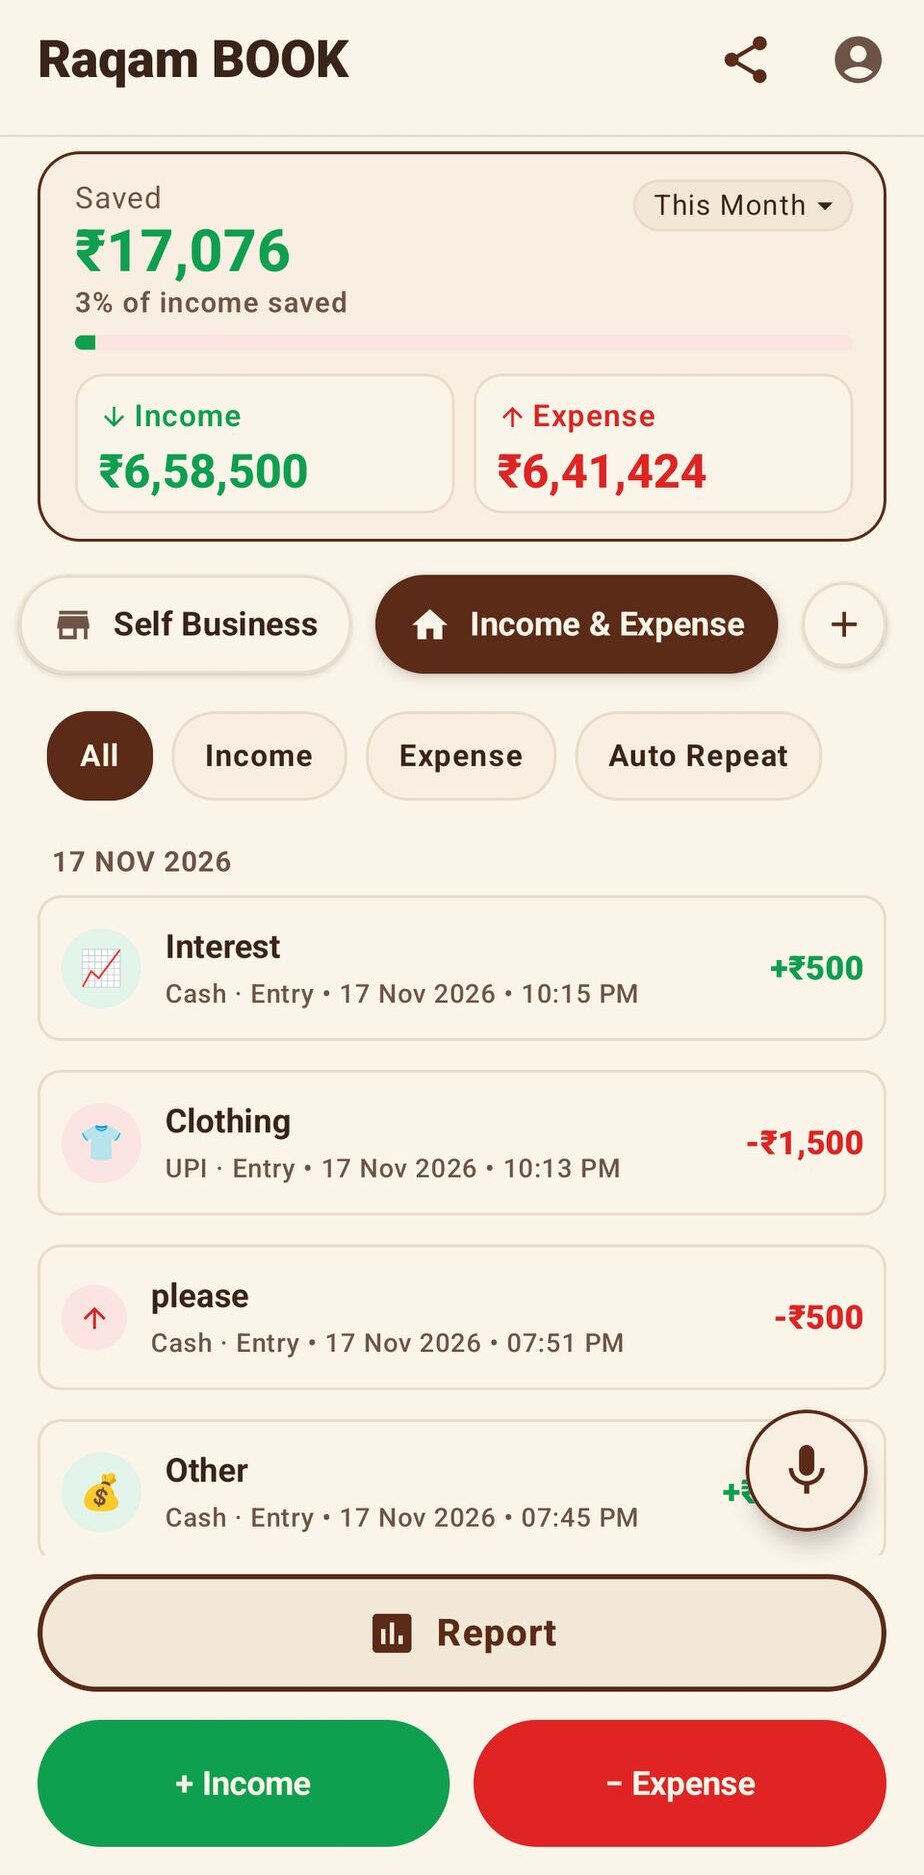 Raqam BOOK
Saved
This Month
₹17,076
3% of income saved
↓ Income
₹6,58,500
↑ Expense
₹6,41,424
Self Business
Income & Expense
+
All
Income
Expense
Auto Repeat
17 NOV 2026
Interest
Cash · Entry • 17 Nov 2026 • 10:15 PM
+₹500
Clothing
UPI · Entry • 17 Nov 2026 • 10:13 PM
-₹1,500
please
Cash · Entry • 17 Nov 2026 • 07:51 PM
-₹500
Other
Cash · Entry • 17 Nov 2026 • 07:45 PM
Report
+ Income
− Expense